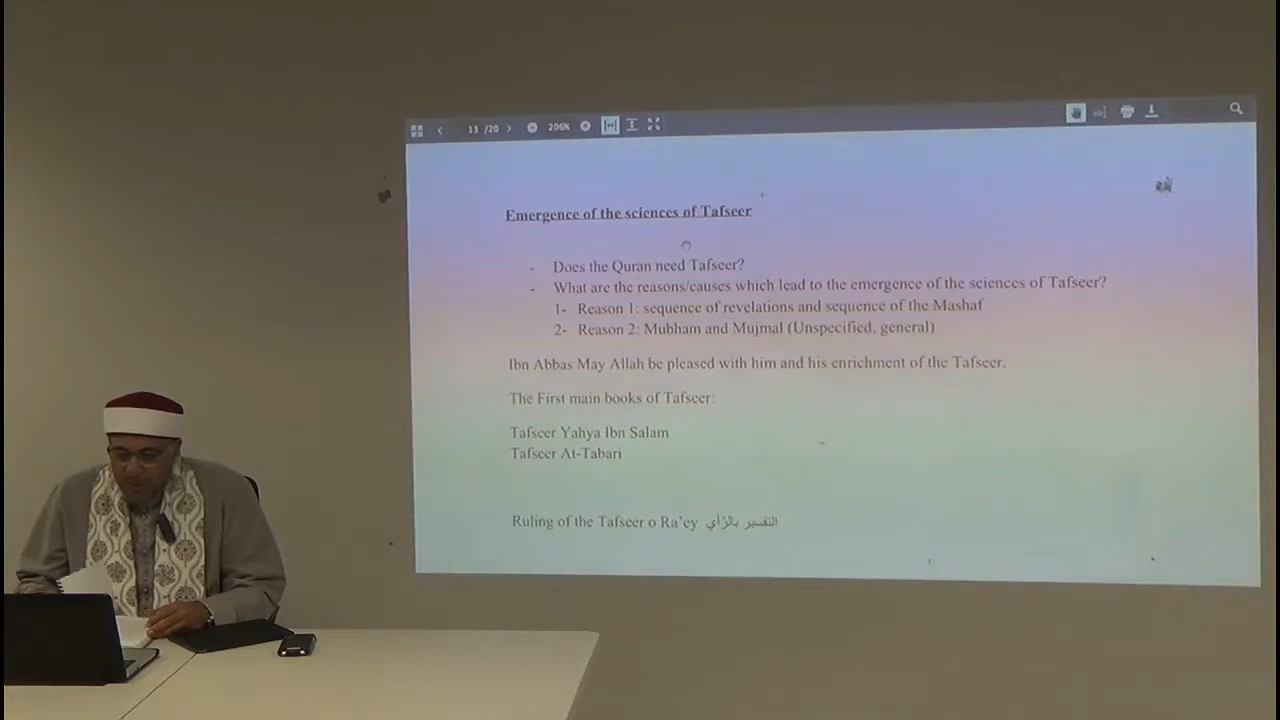 11 /20
206%
Emergence of the sciences of Tafseer
- Does the Quran need Tafseer?
- What are the reasons/causes which lead to the emergence of the sciences of Tafseer?
1- Reason 1: sequence of revelations and sequence of the Mashaf
2- Reason 2: Mubham and Mujmal (Unspecified, general)
Ibn Abbas May Allah be pleased with him and his enrichment of the Tafseer.
The First main books of Tafseer:
Tafseer Yahya Ibn Salam
Tafseer At-Tabari
Ruling of the Tafseer o Ra'ey التفسير بالرأي